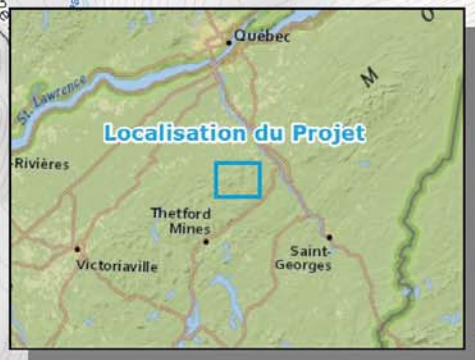 Québec
M
O
St. Lawrence
Localisation du Projet
-Rivières
Thetford
Mines
Saint-
Georges
Victoriaville